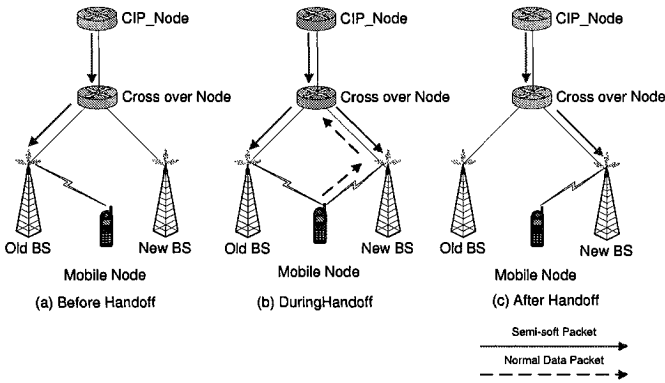 CIP_Node
Cross over Node
Old BS
New BS
Mobile Node
(a) Before Handoff
CIP_Node
Cross over Node
Old BS
New BS
Mobile Node
(b) DuringHandoff
CIP_Node
Cross over Node
Old BS
New BS
Mobile Node
(c) After Handoff
Semi-soft Packet
Normal Data Packet